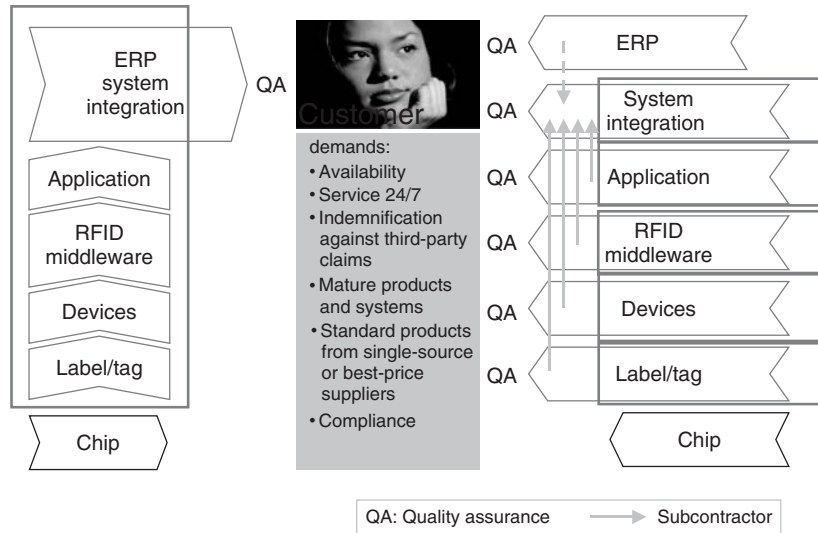 ERP
system
integration
QA
Application
RFID
middleware
Devices
Label/tag
Chip
Customer
demands:
• Availability
• Service 24/7
• Indemnification
against third-party
claims
• Mature products
and systems
• Standard products
from single-source
or best-price
suppliers
• Compliance
QA
ERP
QA
System
integration
QA
Application
QA
RFID
middleware
QA
Devices
QA
Label/tag
Chip
QA: Quality assurance
Subcontractor